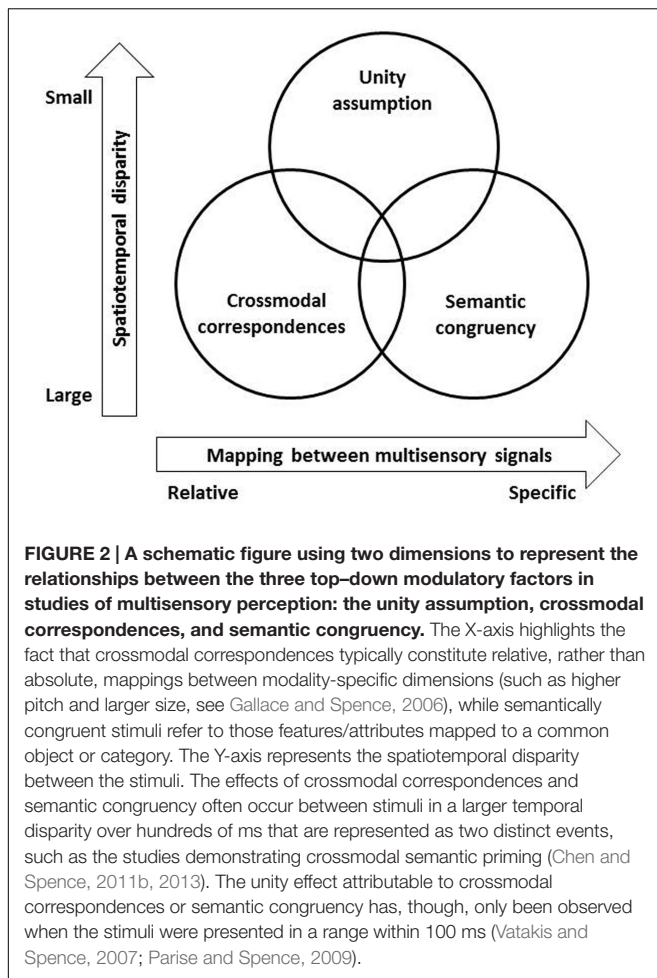 Unity
assumption
Small
Spatiotemporal disparity
Crossmodal
correspondences
Semantic
congruency
Large
Mapping between multisensory signals
Relative
Specific
FIGURE 2 | A schematic figure using two dimensions to represent the
relationships between the three top–down modulatory factors in
studies of multisensory perception: the unity assumption, crossmodal
correspondences, and semantic congruency. The X-axis highlights the
fact that crossmodal correspondences typically constitute relative, rather than
absolute, mappings between modality-specific dimensions (such as higher
pitch and larger size, see Gallace and Spence, 2006), while semantically
congruent stimuli refer to those features/attributes mapped to a common
object or category. The Y-axis represents the spatiotemporal disparity
between the stimuli. The effects of crossmodal correspondences and
semantic congruency often occur between stimuli in a larger temporal
disparity over hundreds of ms that are represented as two distinct events,
such as the studies demonstrating crossmodal semantic priming (Chen and
Spence, 2011b, 2013). The unity effect attributable to crossmodal
correspondences or semantic congruency has, though, only been observed
when the stimuli were presented in a range within 100 ms (Vatakis and
Spence, 2007; Parise and Spence, 2009).